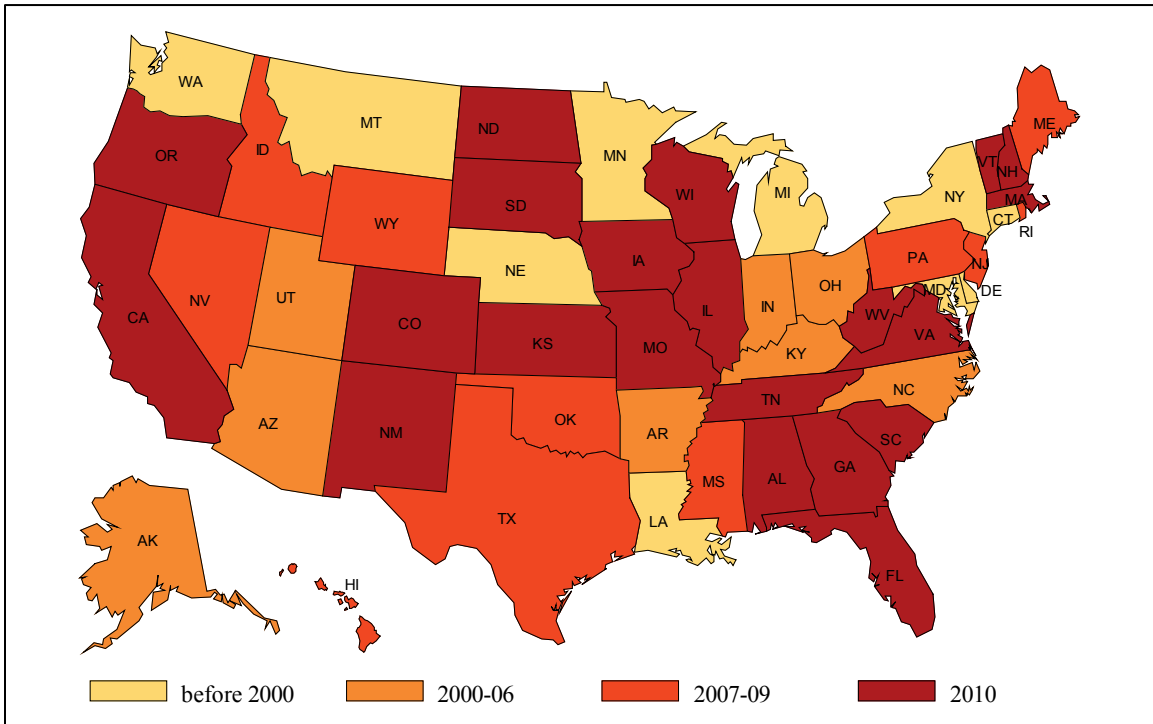 WA
MT
ND
MN
ME
OR
ID
SD
WI
MI
NY
VT
NH
MA
CT
RI
WY
NE
IA
PA
NJ
NV
UT
CO
KS
MO
IL
IN
OH
MD
DE
WV
VA
CA
KY
AZ
NM
OK
AR
TN
NC
SC
TX
LA
MS
AL
GA
FL
AK
HI
before 2000
2000-06
2007-09
2010